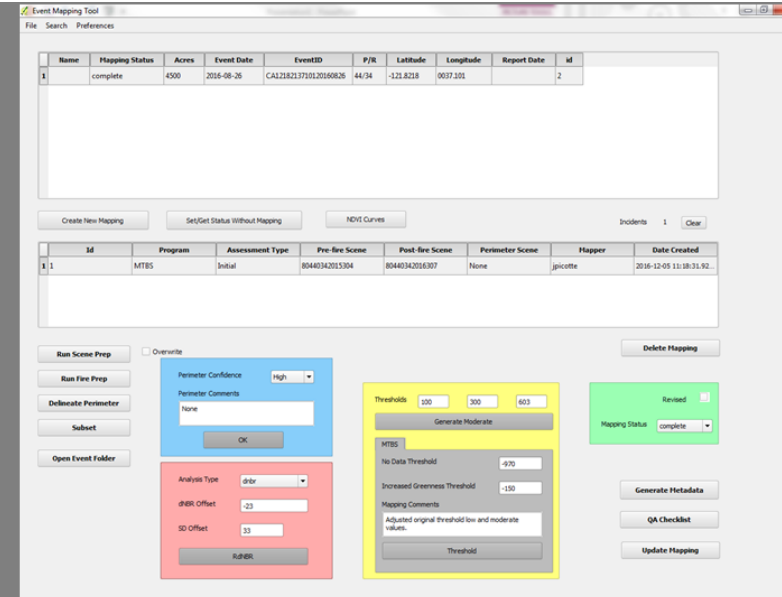 Event Mapping Tool
File Search Preferences
Name Mapping Status Acres Event Date EventID P/R Latitude Longitude Report Date id
1 complete 4500 2016-08-26 CA1218213710120160826 44/34 -121.8218 0037.101 2
Create New Mapping Set/Get Status Without Mapping NDVI Curves Incidents 1 Clear
Id Program Assessment Type Pre-fire Scene Post-fire Scene Perimeter Scene Mapper Date Created
1 1 MTBS Initial 80440342015304 80440342016307 None jpicotte 2016-12-05 11:18:31.92...
Run Scene Prep
Run Fire Prep
Delineate Perimeter
Subset
Open Event Folder
Overwrite
Perimeter Confidence High
Perimeter Comments
None
OK
Analysis Type dnbr
dNBR Offset -23
SD Offset 33
RdNBR
Thresholds 100 300 603
Generate Moderate
MTBS
No Data Threshold -970
Increased Greenness Threshold -150
Mapping Comments
Adjusted original threshold low and moderate
values.
Threshold
Delete Mapping
Revised
Mapping Status complete
Generate Metadata
QA Checklist
Update Mapping